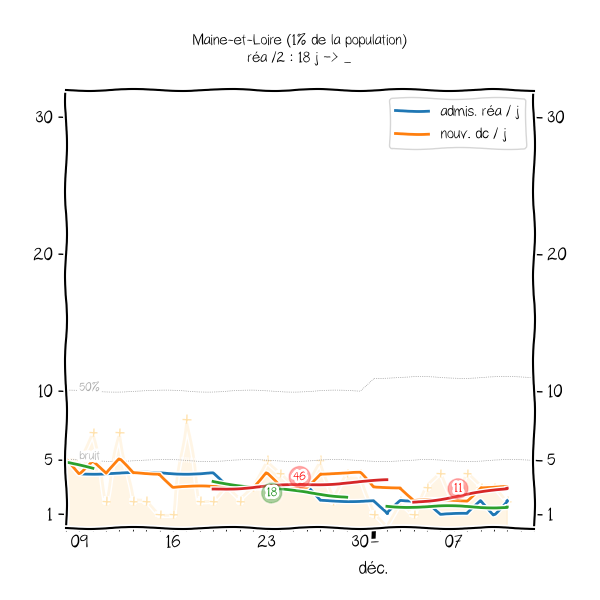 Maine-et-Loire (1% de la population)
réa /2 : 18 j -> _
admis. réa / j
nouv. dc / j
30 30
20 20
50%
10 10
bruit
5 5
46
18
11
1 1
09 16 23 30 07
déc.